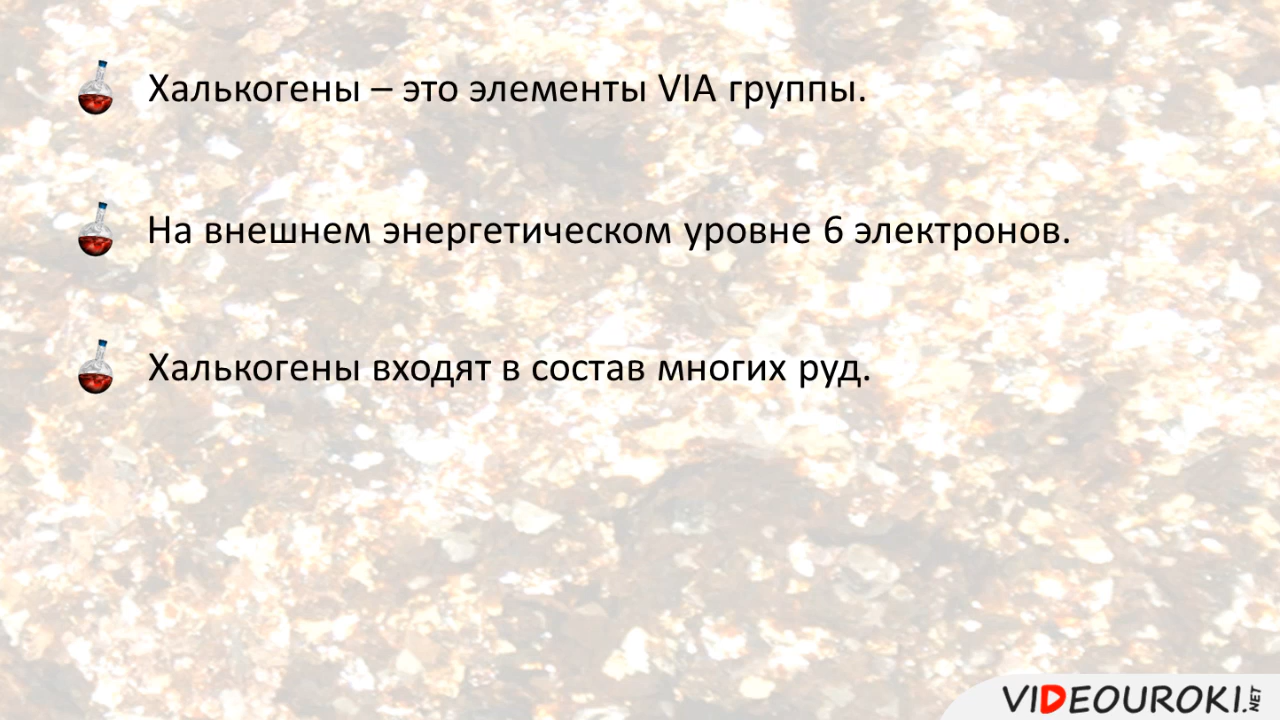 Халькогены – это элементы VIA группы.
На внешнем энергетическом уровне 6 электронов.
Халькогены входят в состав многих руд.
VIDEOUROKI.NET